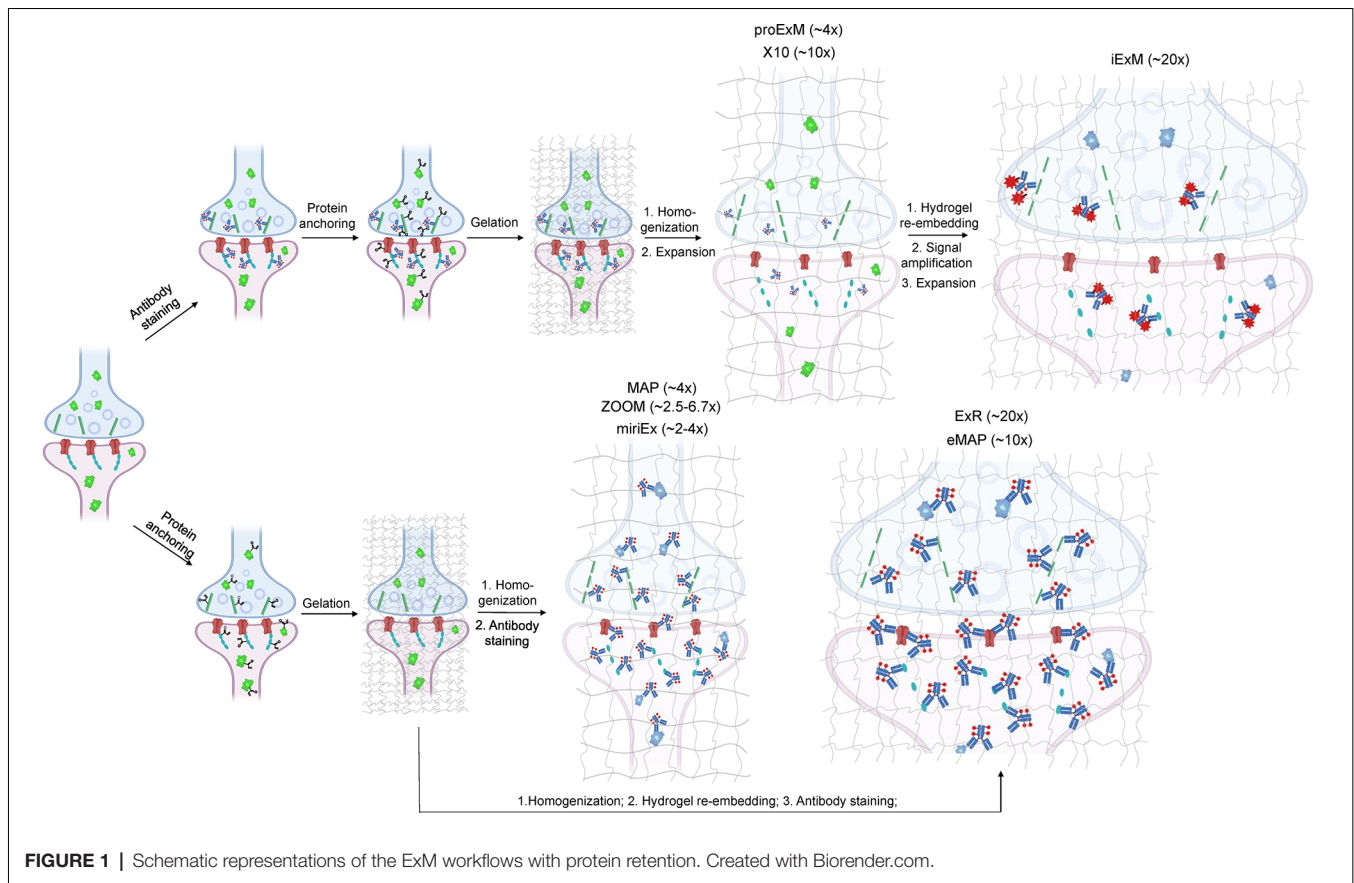 proExM (~4x)
X10 (~10x)
iExM (~20x)
Antibody
staining
Protein
anchoring
Gelation
1. Homo-
genization
2. Expansion
1. Hydrogel
re-embedding
2. Signal
amplification
3. Expansion
MAP (~4x)
ZOOM (~2.5-6.7x)
miriEx (~2-4x)
ExR (~20x)
eMAP (~10x)
Protein
anchoring
Gelation
1. Homo-
genization
2. Antibody
staining
1.Homogenization; 2. Hydrogel re-embedding; 3. Antibody staining;
FIGURE 1 | Schematic representations of the ExM workflows with protein retention. Created with Biorender.com.